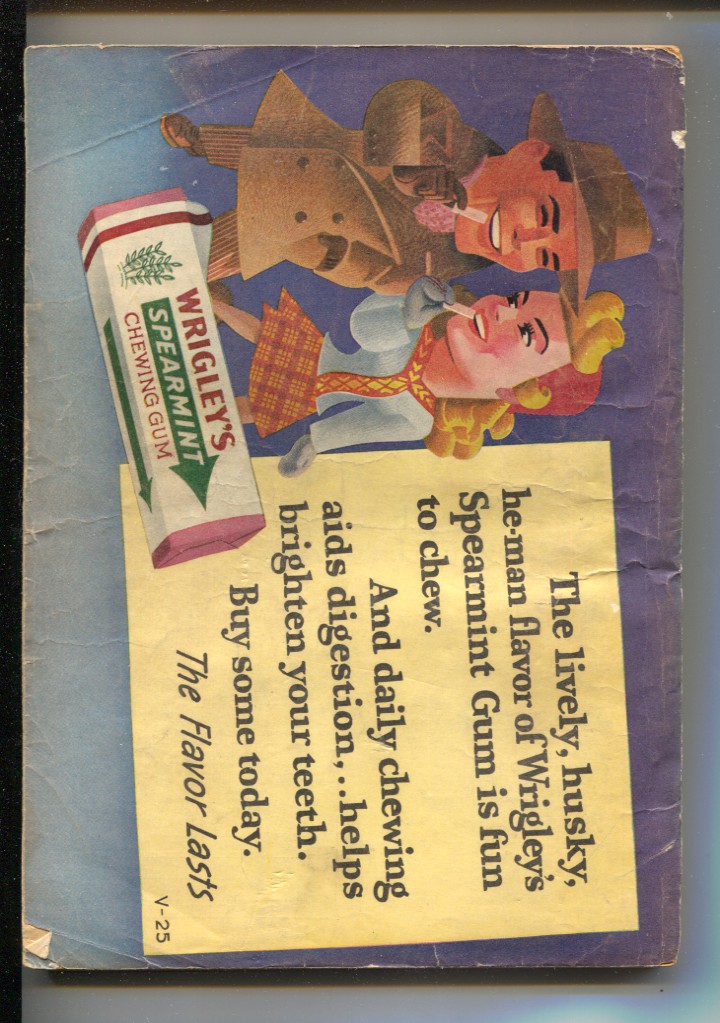 The lively, husky,
he-man flavor of Wrigley's
Spearmint Gum is fun
to chew.
And daily chewing
aids digestion,...helps
brighten your teeth.
Buy some today.
The Flavor Lasts
V-25
WRIGLEY'S
SPEARMINT
CHEWING GUM